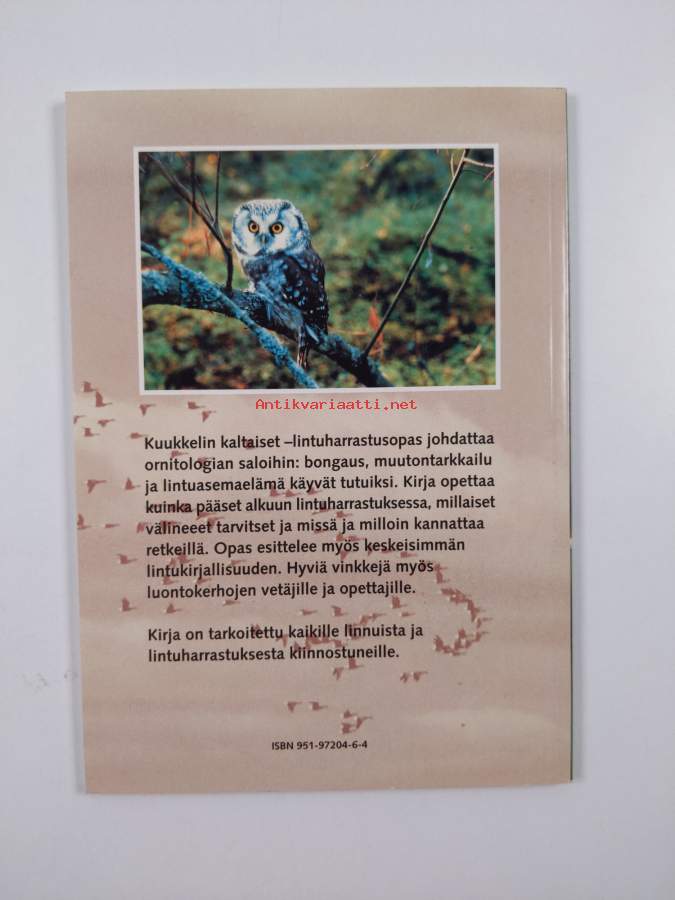 Antikvariaatti.net
Kuukkelin kaltaiset –lintuharrastusopas johdattaa
ornitologian saloihin: bongaus, muutontarkkailu
ja lintuasemaelämä käyvät tutuiksi. Kirja opettaa
kuinka pääset alkuun lintuharrastuksessa, millaiset
välineeet tarvitset ja missä ja milloin kannattaa
retkeillä. Opas esittelee myös keskeisimmän
lintukirjallisuuden. Hyviä vinkkejä myös
luontokerhojen vetäjille ja opettajille.
Kirja on tarkoitettu kaikille linnuista ja
lintuharrastuksesta kiinnostuneille.
ISBN 951-97204-6-4